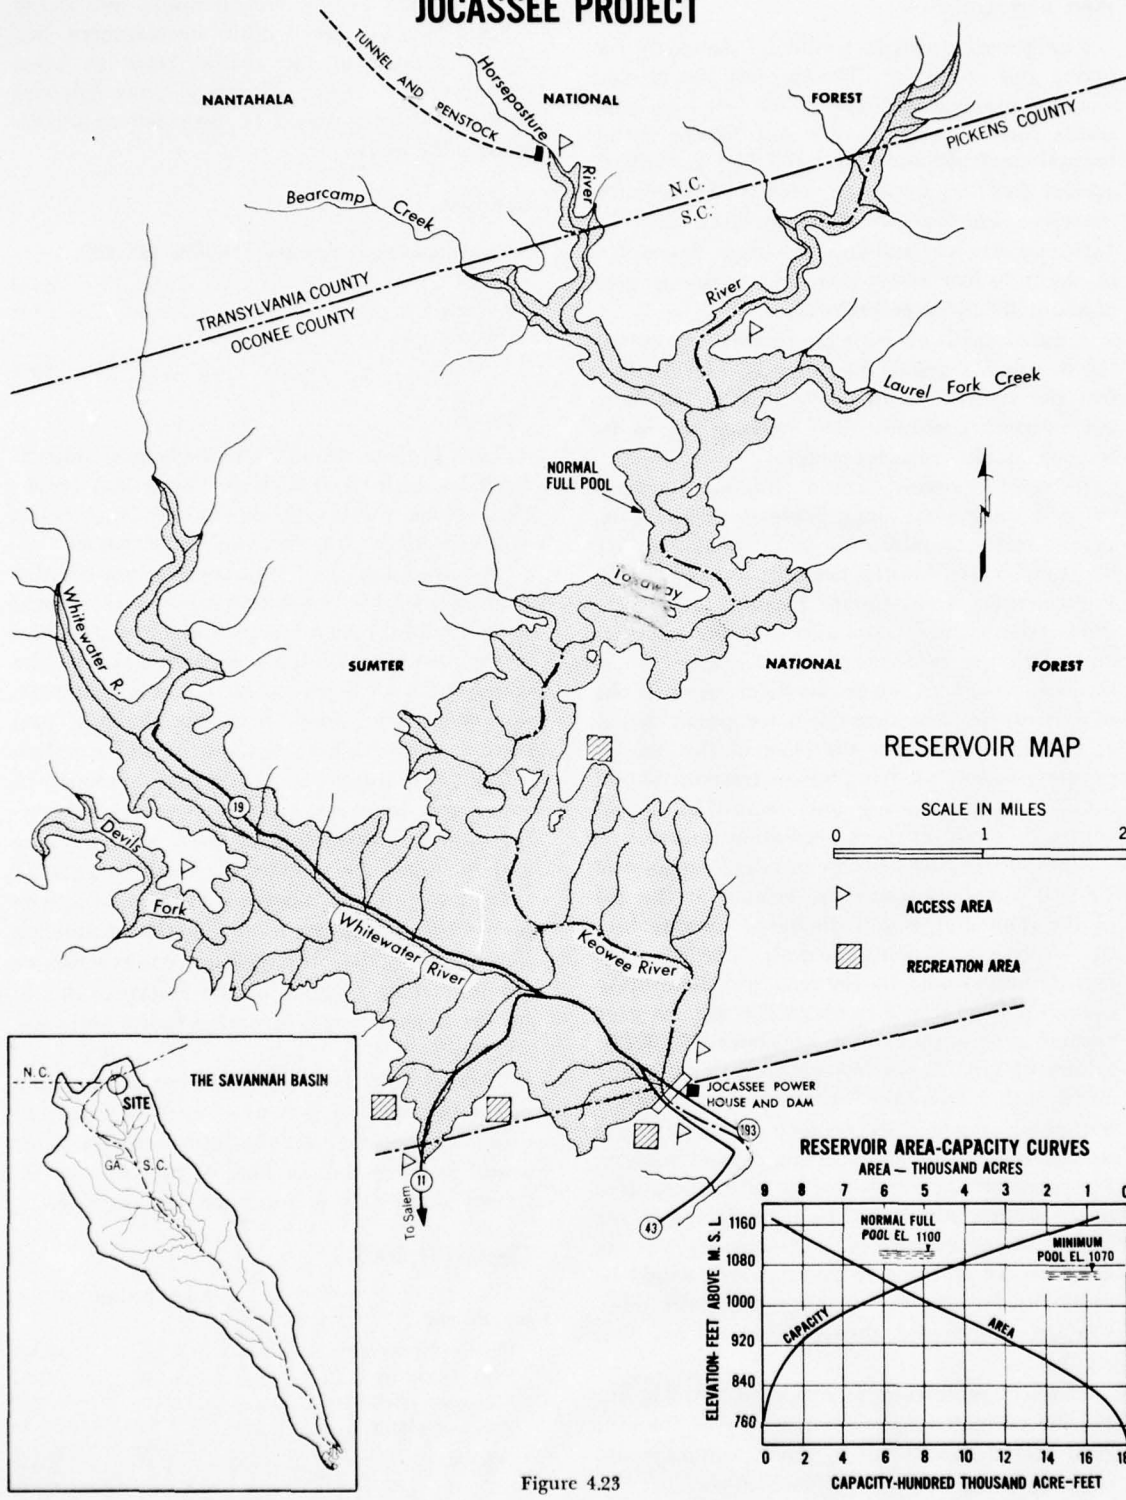 JOCASSEE PROJECT
TUNNEL AND PENSTOCK
Horsepasture
River
NANTAHALA
NATIONAL
FOREST
PICKENS COUNTY
N.C.
S.C.
Bearcamp Creek
TRANSYLVANIA COUNTY
OCONEE COUNTY
River
Laurel Fork Creek
NORMAL
FULL POOL
Toxaway
Whitewater R.
SUMTER
NATIONAL
FOREST
RESERVOIR MAP
SCALE IN MILES
0 1 2
19
Devils
Fork
ACCESS AREA
RECREATION AREA
Whitewater River
Keowee River
JOCASSEE POWER
HOUSE AND DAM
193
11
To Salem
43
N.C.
THE SAVANNAH BASIN
SITE
GA. S.C.
RESERVOIR AREA-CAPACITY CURVES
AREA – THOUSAND ACRES
9 8 7 6 5 4 3 2 1 0
ELEVATION- FEET ABOVE M. S. L
1160
1080
1000
920
840
760
NORMAL FULL
POOL EL. 1100
MINIMUM
POOL EL. 1070
CAPACITY
AREA
0 2 4 6 8 10 12 14 16 18
CAPACITY-HUNDRED THOUSAND ACRE-FEET
Figure 4.23